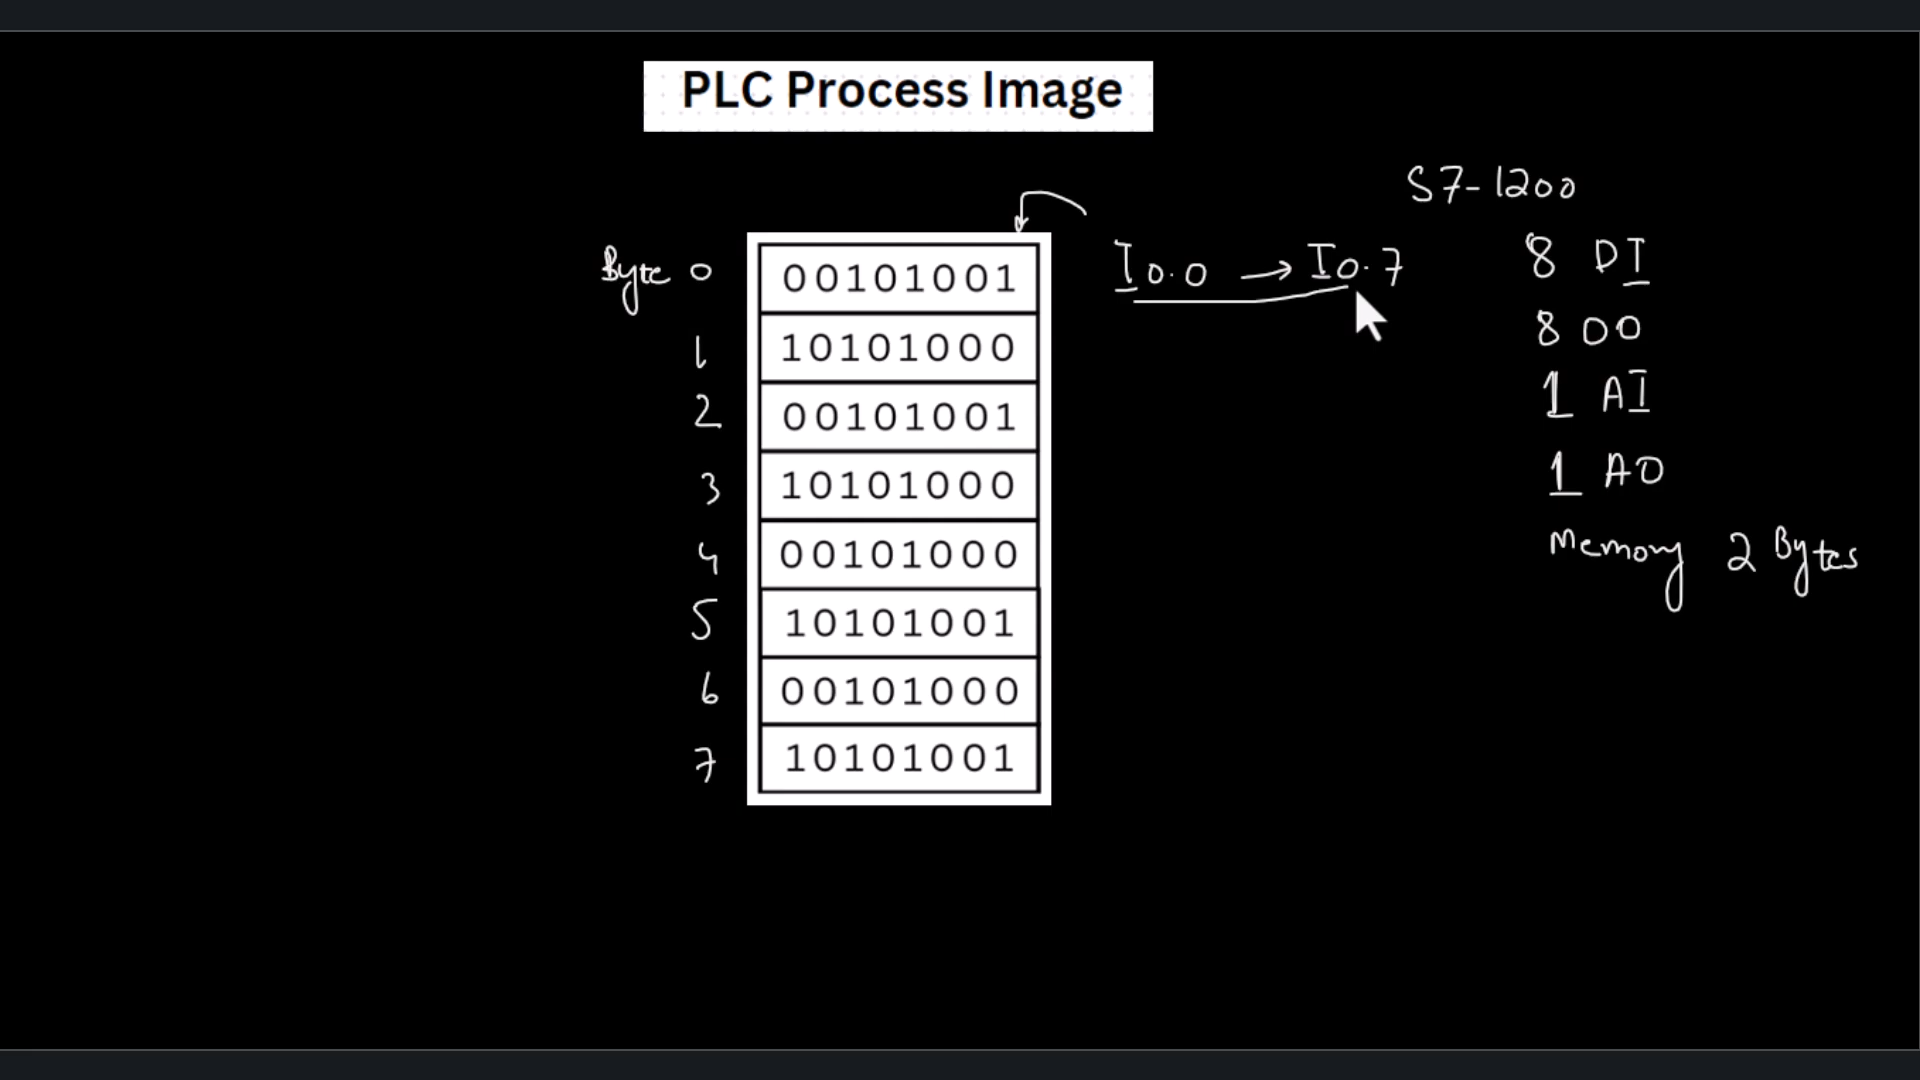 PLC Process Image
S7-1200
Byte 0 00101001 I0.0 → I0.7 8 DI
1 10101000 8 DO
2 00101001 1 AI
3 10101000 1 AO
4 00101000 Memory 2 Bytes
5 10101001
6 00101000
7 10101001